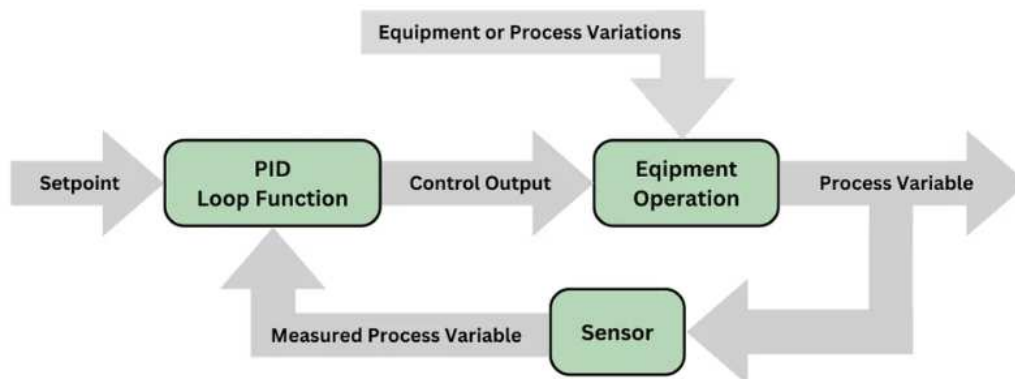 Equipment or Process Variations
Setpoint
PID
Loop Function
Control Output
Eqipment
Operation
Process Variable
Measured Process Variable
Sensor